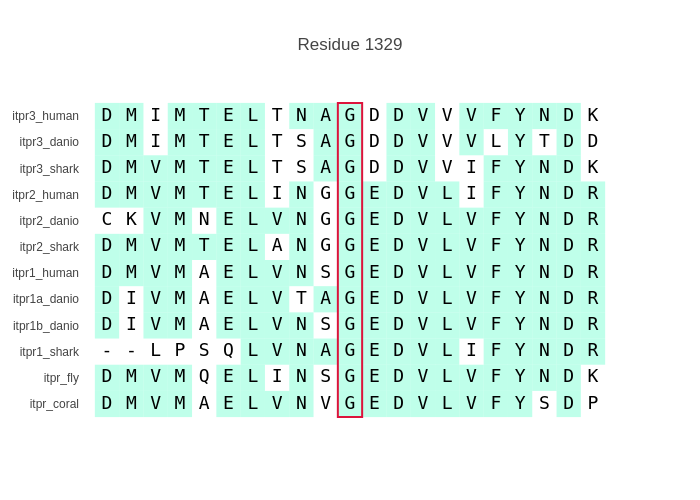 Residue 1329
itpr3_human D M I M T E L T N A G D D V V V F Y N D K
itpr3_danio D M I M T E L T S A G D D V V V L Y T D D
itpr3_shark D M V M T E L T S A G D D V V I F Y N D K
itpr2_human D M V M T E L I N G G E D V L I F Y N D R
itpr2_danio C K V M N E L V N G G E D V L V F Y N D R
itpr2_shark D M V M T E L A N G G E D V L V F Y N D R
itpr1_human D M V M A E L V N S G E D V L V F Y N D R
itpr1a_danio D I V M A E L V T A G E D V L V F Y N D R
itpr1b_danio D I V M A E L V N S G E D V L V F Y N D R
itpr1_shark - - L P S Q L V N A G E D V L I F Y N D R
itpr_fly D M V M Q E L I N S G E D V L V F Y N D K
itpr_coral D M V M A E L V N V G E D V L V F Y S D P